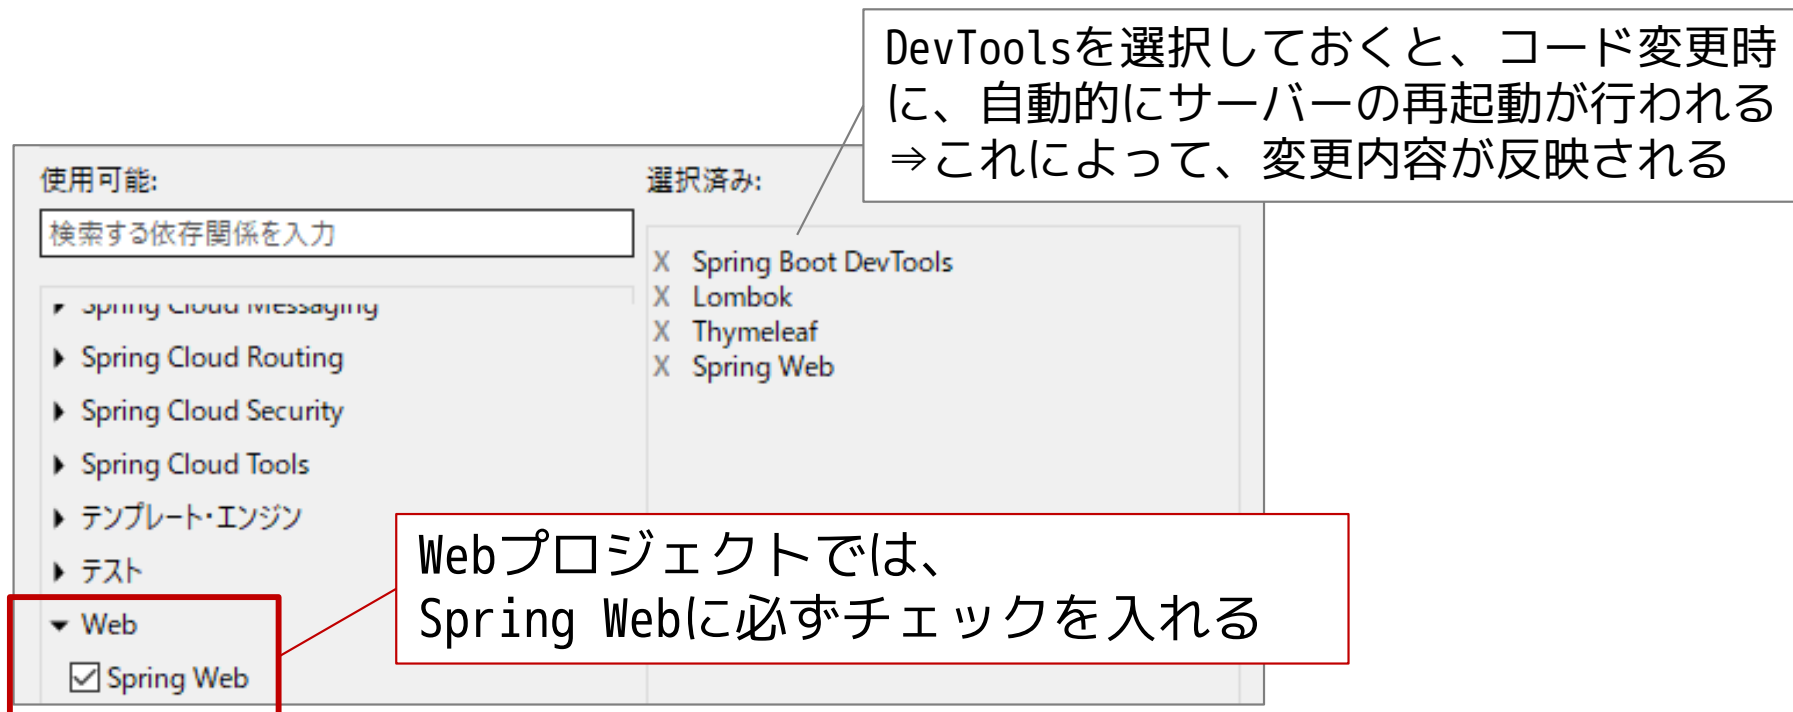 DevToolsを選択しておくと、コード変更時
に、自動的にサーバーの再起動が行われる
⇒これによって、変更内容が反映される
使用可能:
検索する依存関係を入力
Spring Cloud Messaging
Spring Cloud Routing
Spring Cloud Security
Spring Cloud Tools
テンプレート・エンジン
テスト
Web
Spring Web
選択済み:
X Spring Boot DevTools
X Lombok
X Thymeleaf
X Spring Web
Webプロジェクトでは、
Spring Webに必ずチェックを入れる